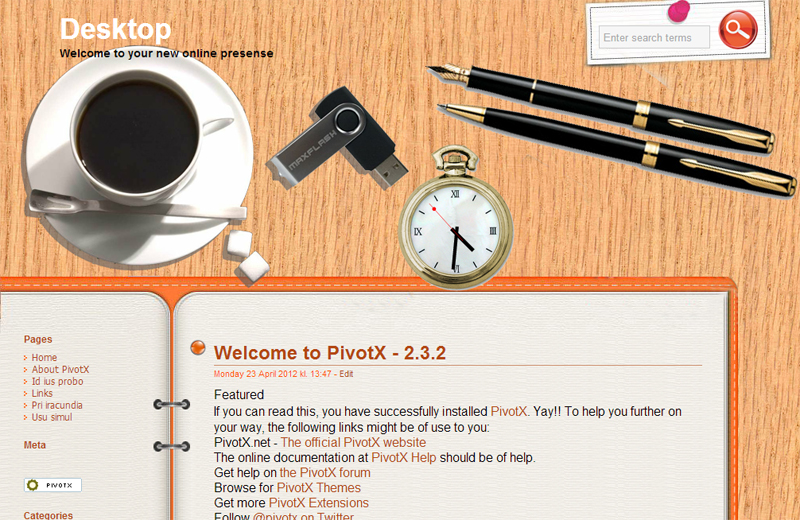 Desktop
Welcome to your new online presense
Enter search terms
MAXFLASH
XII
III
VI
IX
Pages
Home
About PivotX
Id ius probo
Links
Pri iracundia
Usu simul
Meta
PIVOTX
Categories
Welcome to PivotX - 2.3.2
Monday 23 April 2012 kl. 13:47 - Edit
Featured
If you can read this, you have successfully installed PivotX. Yay!! To help you further on
your way, the following links might be of use to you:
PivotX.net - The official PivotX website
The online documentation at PivotX Help should be of help.
Get help on the PivotX forum
Browse for PivotX Themes
Get more PivotX Extensions
Follow @pivotx on Twitter